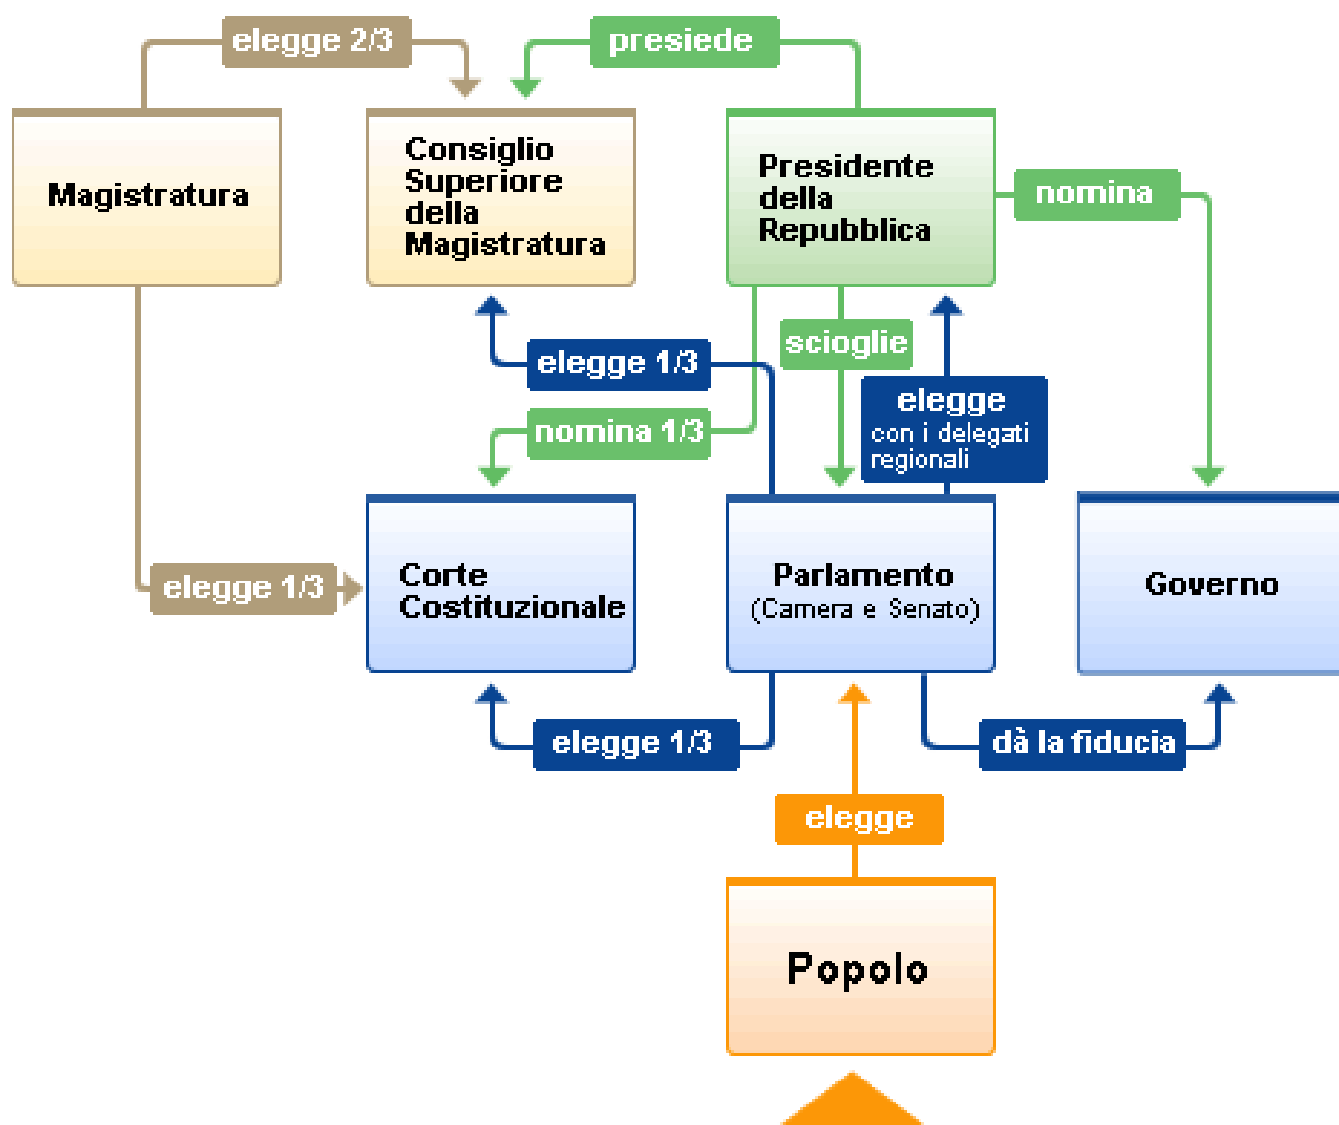 elegge 2/3
presiede
Magistratura
Consiglio
Superiore
della
Magistratura
Presidente
della
Repubblica
nomina
scioglie
elegge 1/3
elegge
con i delegati
regionali
nomina 1/3
elegge 1/3
Corte
Costituzionale
Parlamento
(Camera e Senato)
Governo
elegge 1/3
dà la fiducia
elegge
Popolo